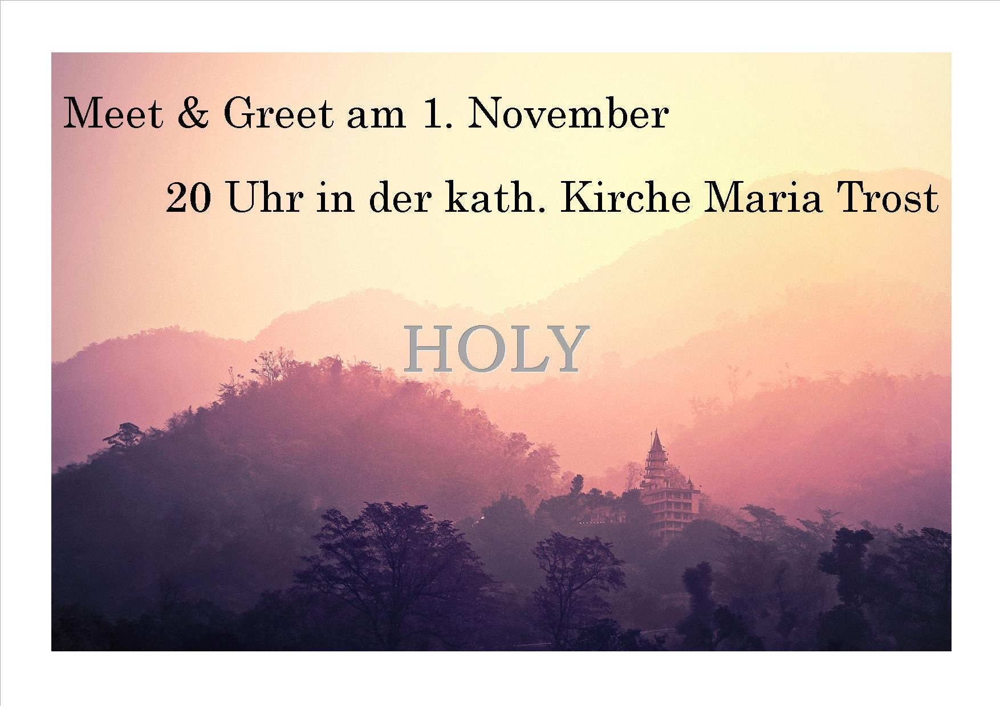 Meet & Greet am 1. November
20 Uhr in der kath. Kirche Maria Trost
HOLY